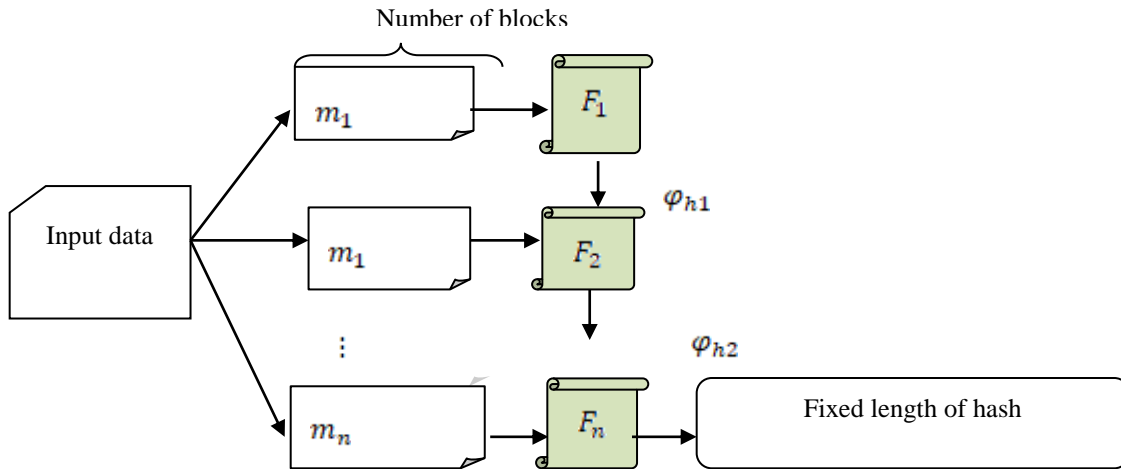 Number of blocks
m₁
F₁
φₕ₁
Input data
m₁
F₂
⋮
φₕ₂
mₙ
Fₙ
Fixed length of hash